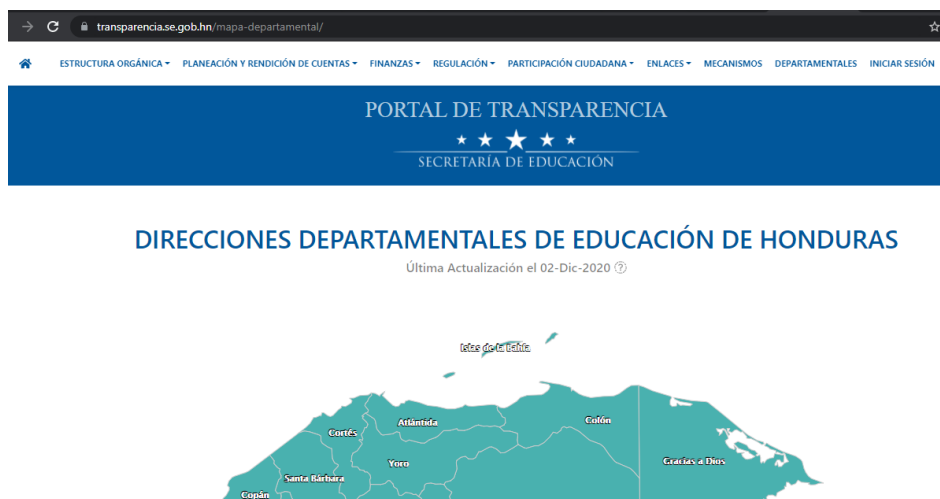 transparencia.se.gob.hn/mapa-departamental/
ESTRUCTURA ORGÁNICA PLANEACIÓN Y RENDICIÓN DE CUENTAS FINANZAS REGULACIÓN PARTICIPACIÓN CIUDADANA ENLACES MECANISMOS DEPARTAMENTALES INICIAR SESIÓN
PORTAL DE TRANSPARENCIA
SECRETARÍA DE EDUCACIÓN
DIRECCIONES DEPARTAMENTALES DE EDUCACIÓN DE HONDURAS
Última Actualización el 02-Dic-2020
Islas de la Bahía
Atlántida
Colón
Cortés
Yoro
Gracias a Dios
Santa Bárbara
Copán